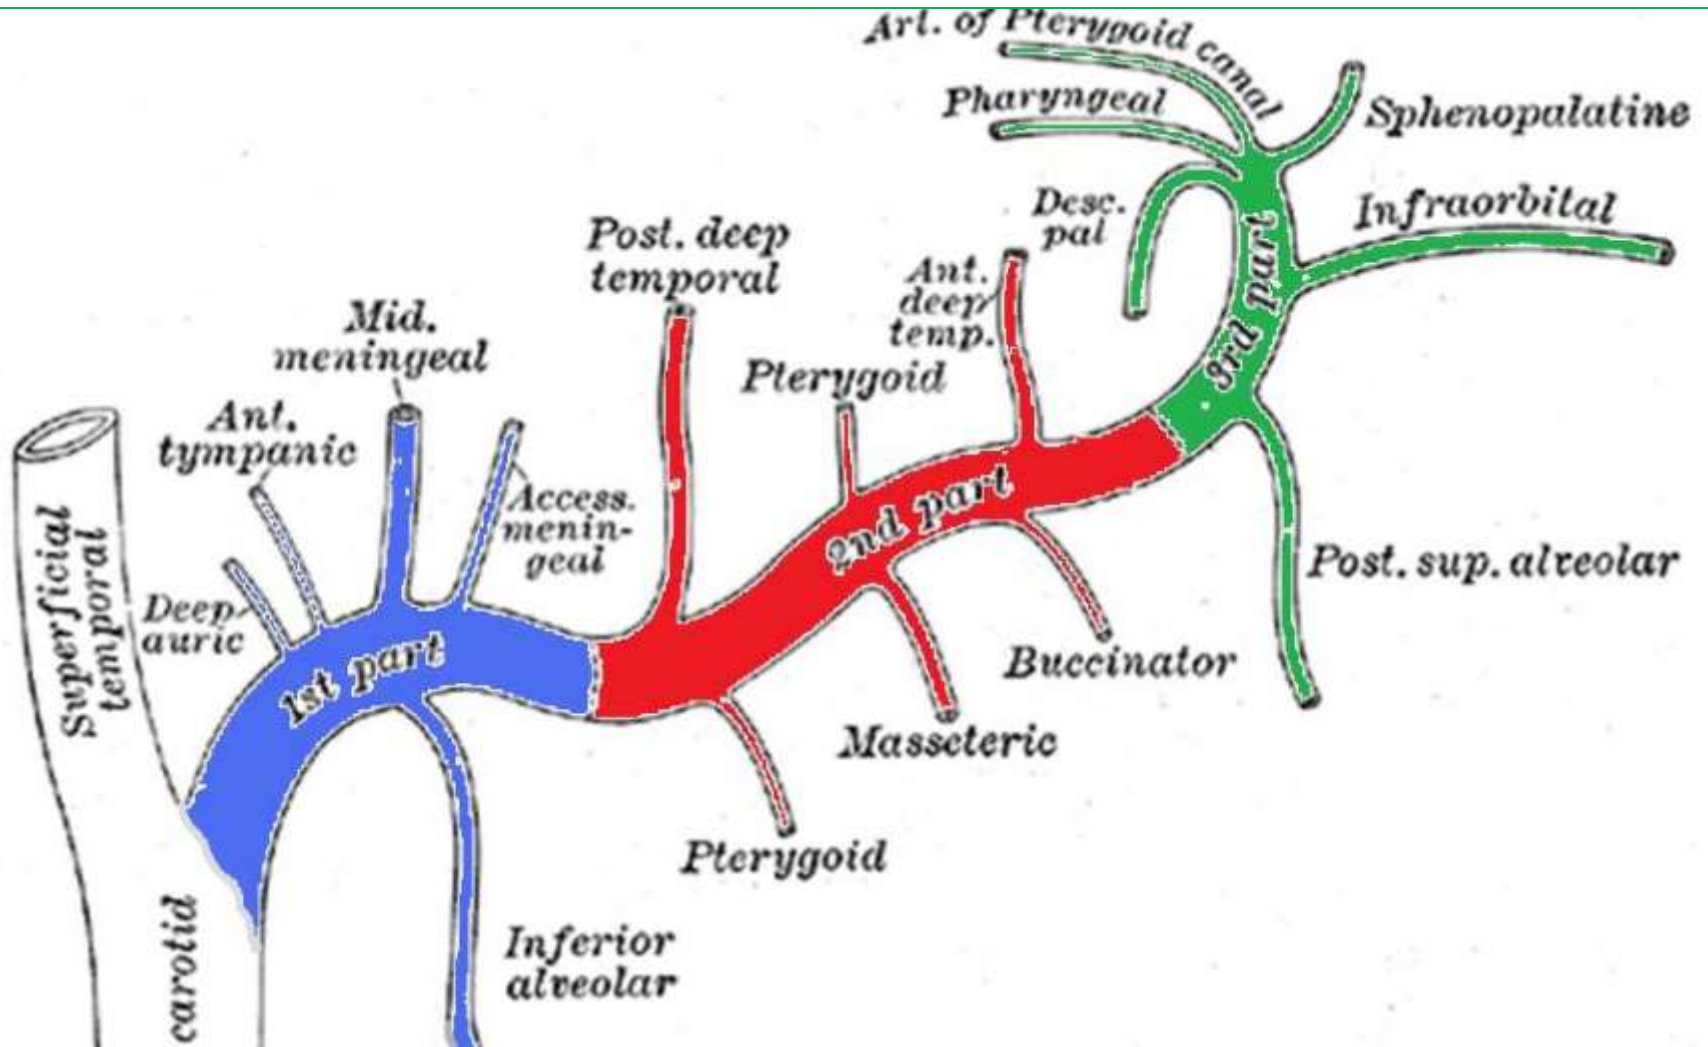 Art. of Pterygoid canal
Pharyngeal
Sphenopalatine
Desc.
pal
Infraorbital
Post. deep
temporal
Ant.
deep
temp.
3rd part
Mid.
meningeal
Pterygoid
Ant.
tympanic
Access.
menin-
geal
2nd part
Superficial
temporal
Deep
auric
Post. sup. alveolar
1st part
Buccinator
Masseteric
Pterygoid
carotid
Inferior
alveolar